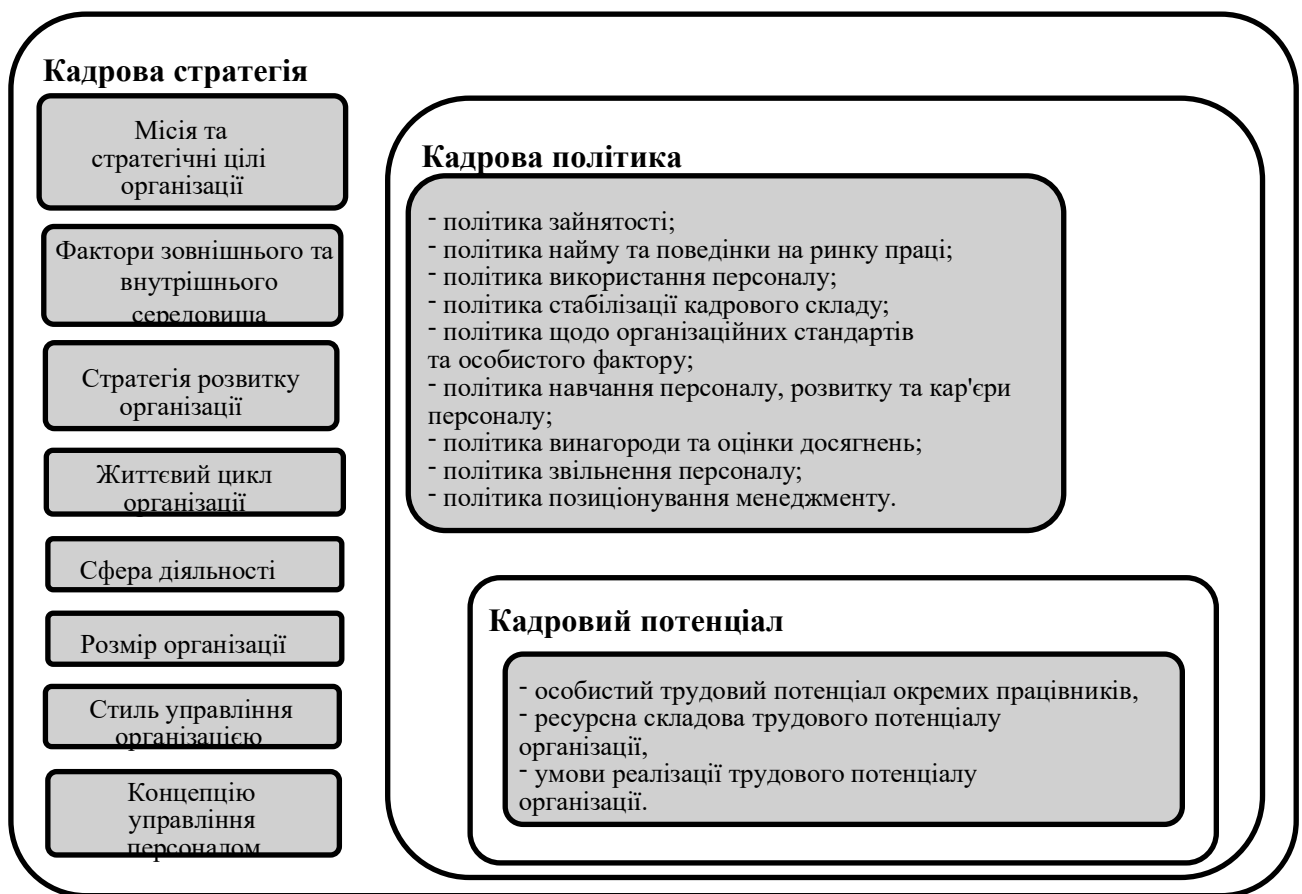 Кадрова стратегія
Місія та
стратегічні цілі
організації
Фактори зовнішнього та
внутрішнього
середовища
Стратегія розвитку
організації
Життєвий цикл
організації
Сфера діяльності
Розмір організації
Стиль управління
організацією
Концепцію
управління
персоналом
Кадрова політика
- політика зайнятості;
- політика найму та поведінки на ринку праці;
- політика використання персоналу;
- політика стабілізації кадрового складу;
- політика щодо організаційних стандартів
та особистого фактору;
- політика навчання персоналу, розвитку та кар'єри
персоналу;
- політика винагороди та оцінки досягнень;
- політика звільнення персоналу;
- політика позиціонування менеджменту.
Кадровий потенціал
- особистий трудовий потенціал окремих працівників,
- ресурсна складова трудового потенціалу
організації,
- умови реалізації трудового потенціалу
організації.